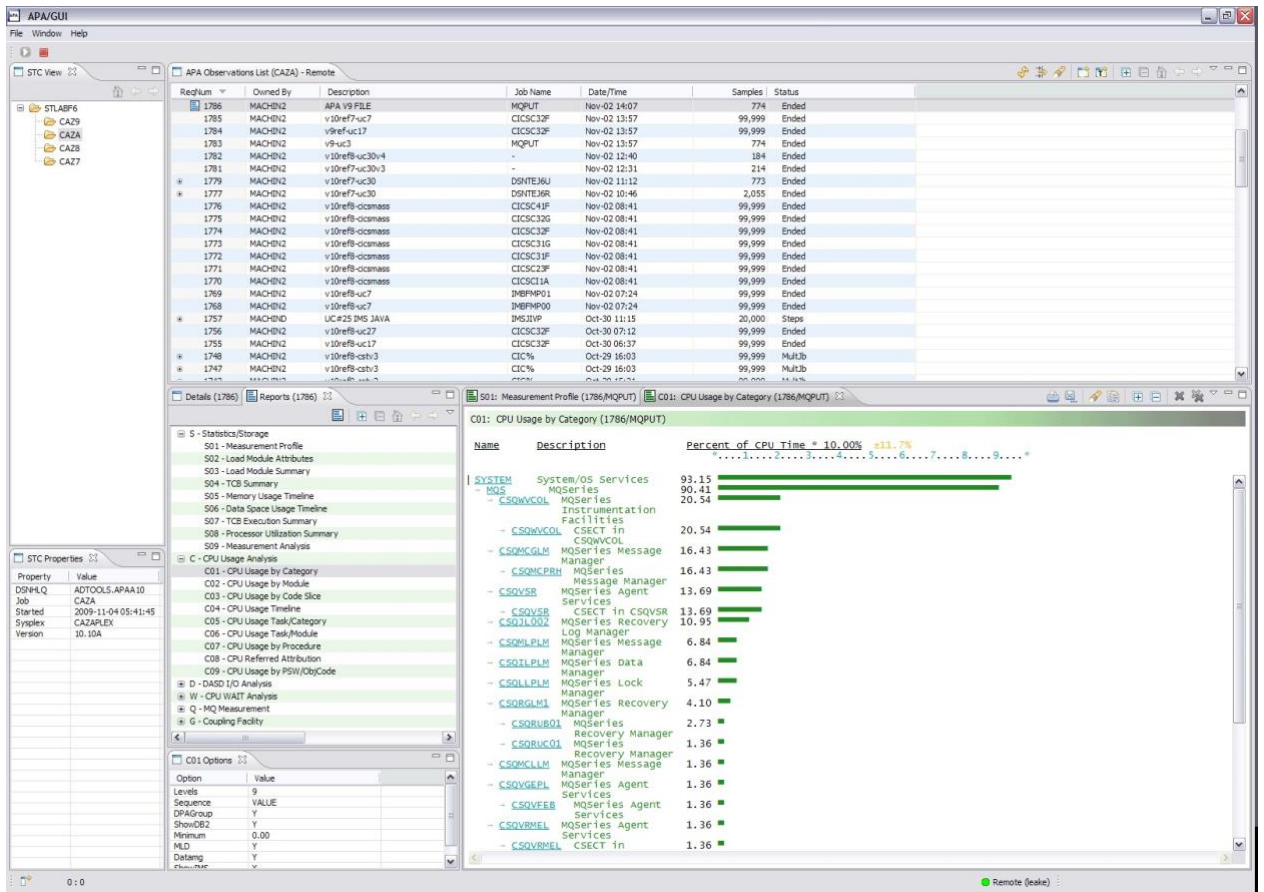 APA/GUI
File Window Help
STC View
STLABF6
CAZ9
CAZA
CAZ8
CAZ7
APA Observations List (CAZA) - Remote
ReqNum Owned By Description Job Name Date/Time Samples Status
1786 MACHIN2 APA V9 FILE MQPUT Nov-02 14:07 774 Ended
1785 MACHIN2 v10ref7-uc7 CICSC32F Nov-02 13:57 99,999 Ended
1784 MACHIN2 v9ref-uc17 CICSC32F Nov-02 13:57 99,999 Ended
1783 MACHIN2 v9-uc3 MQPUT Nov-02 13:57 774 Ended
1782 MACHIN2 v10ref8-uc30v4 - Nov-02 12:40 184 Ended
1781 MACHIN2 v10ref7-uc30v3 - Nov-02 12:31 214 Ended
1779 MACHIN2 v10ref7-uc30 DSNTEJ6U Nov-02 11:12 773 Ended
1777 MACHIN2 v10ref7-uc30 DSNTEJ6R Nov-02 10:46 2,055 Ended
1776 MACHIN2 v10ref8-cicsmass CICSC41F Nov-02 08:41 99,999 Ended
1775 MACHIN2 v10ref8-cicsmass CICSC32G Nov-02 08:41 99,999 Ended
1774 MACHIN2 v10ref8-cicsmass CICSC32F Nov-02 08:41 99,999 Ended
1773 MACHIN2 v10ref8-cicsmass CICSC31G Nov-02 08:41 99,999 Ended
1772 MACHIN2 v10ref8-cicsmass CICSC31F Nov-02 08:41 99,999 Ended
1771 MACHIN2 v10ref8-cicsmass CICSC23F Nov-02 08:41 99,999 Ended
1770 MACHIN2 v10ref8-cicsmass CICSCI1A Nov-02 08:41 99,999 Ended
1769 MACHIN2 v10ref8-uc7 IMBFMP01 Nov-02 07:24 99,999 Ended
1768 MACHIN2 v10ref8-uc7 IMBFMP00 Nov-02 07:24 99,999 Ended
1757 MACHIND UC#25 IMS JAVA IMSJIVP Oct-30 11:15 20,000 Steps
1756 MACHIN2 v10ref8-uc27 CICSC32F Oct-30 07:12 99,999 Ended
1755 MACHIN2 v10ref8-uc17 CICSC32F Oct-30 06:37 99,999 Ended
1748 MACHIN2 v10ref8-cstv3 CIC% Oct-29 16:03 99,999 MultJb
1747 MACHIN2 v10ref8-cstv3 CIC% Oct-29 16:03 99,999 MultJb
STC Properties
Property Value
DSNHLQ ADTOOLS.APAA10
Job CAZA
Started 2009-11-04 05:41:45
Sysplex CAZAPLEX
Version 10.10A
Details (1786) Reports (1786)
S - Statistics/Storage
S01 - Measurement Profile
S02 - Load Module Attributes
S03 - Load Module Summary
S04 - TCB Summary
S05 - Memory Usage Timeline
S06 - Data Space Usage Timeline
S07 - TCB Execution Summary
S08 - Processor Utilization Summary
S09 - Measurement Analysis
C - CPU Usage Analysis
C01 - CPU Usage by Category
C02 - CPU Usage by Module
C03 - CPU Usage by Code Slice
C04 - CPU Usage Timeline
C05 - CPU Usage Task/Category
C06 - CPU Usage Task/Module
C07 - CPU Usage by Procedure
C08 - CPU Referred Attribution
C09 - CPU Usage by PSW/ObjCode
D - DASD I/O Analysis
W - CPU WAIT Analysis
Q - MQ Measurement
G - Coupling Facility
C01 Options
Option Value
Levels 9
Sequence VALUE
DPAGroup Y
ShowDB2 Y
Minimum 0.00
MLD Y
Datamg Y
S01: Measurement Profile (1786/MQPUT) C01: CPU Usage by Category (1786/MQPUT)
C01: CPU Usage by Category (1786/MQPUT)
Name Description Percent of CPU Time * 10.00% ±11.7%
*....1....2....3....4....5....6....7....8....9....*
SYSTEM System/OS Services 93.15
- MQS MQSeries 90.41
- CSQWVCOL MQSeries 20.54
Instrumentation
Facilities
- CSQWVCOL CSECT in 20.54
CSQWVCOL
- CSQMCGLM MQSeries Message 16.43
Manager
- CSQMCPRH MQSeries 16.43
Message Manager
- CSQVSR MQSeries Agent 13.69
Services
- CSQVSR CSECT in CSQVSR 13.69
- CSQJL002 MQSeries Recovery 10.95
Log Manager
- CSQMLPLM MQSeries Message 6.84
Manager
- CSQILPLM MQSeries Data 6.84
Manager
- CSQLLPLM MQSeries Lock 5.47
Manager
- CSQRGLM1 MQSeries Recovery 4.10
Manager
- CSQRUB01 MQSeries 2.73
Recovery Manager
- CSQRUC01 MQSeries 1.36
Recovery Manager
- CSQMCLLM MQSeries Message 1.36
Manager
- CSQVGEPL MQSeries Agent 1.36
Services
- CSQVFEB MQSeries Agent 1.36
Services
- CSQVRMEL MQSeries Agent 1.36
Services
- CSQVRMEL CSECT in 1.36
0 : 0
Remote (leake)